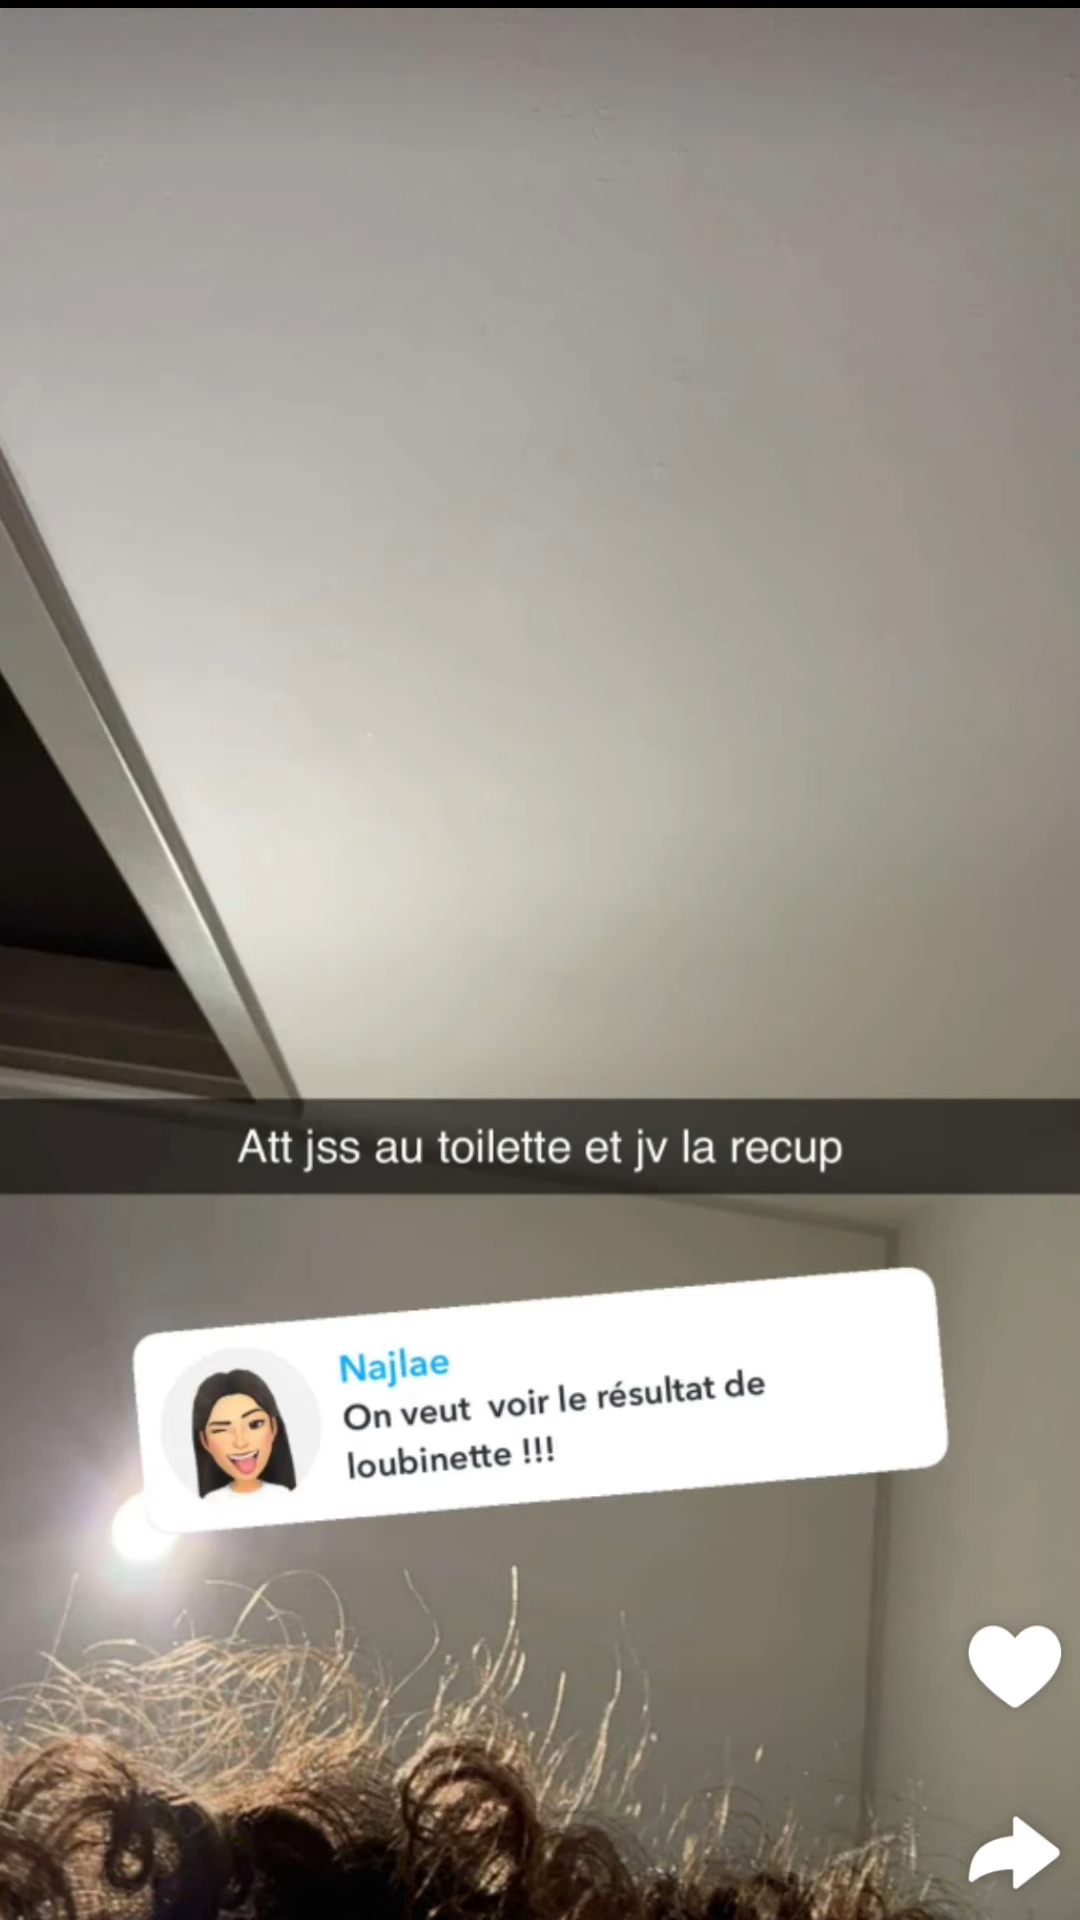 Att jss au toilette et jv la recup
Najlae
On veut  voir le résultat de
loubinette !!!